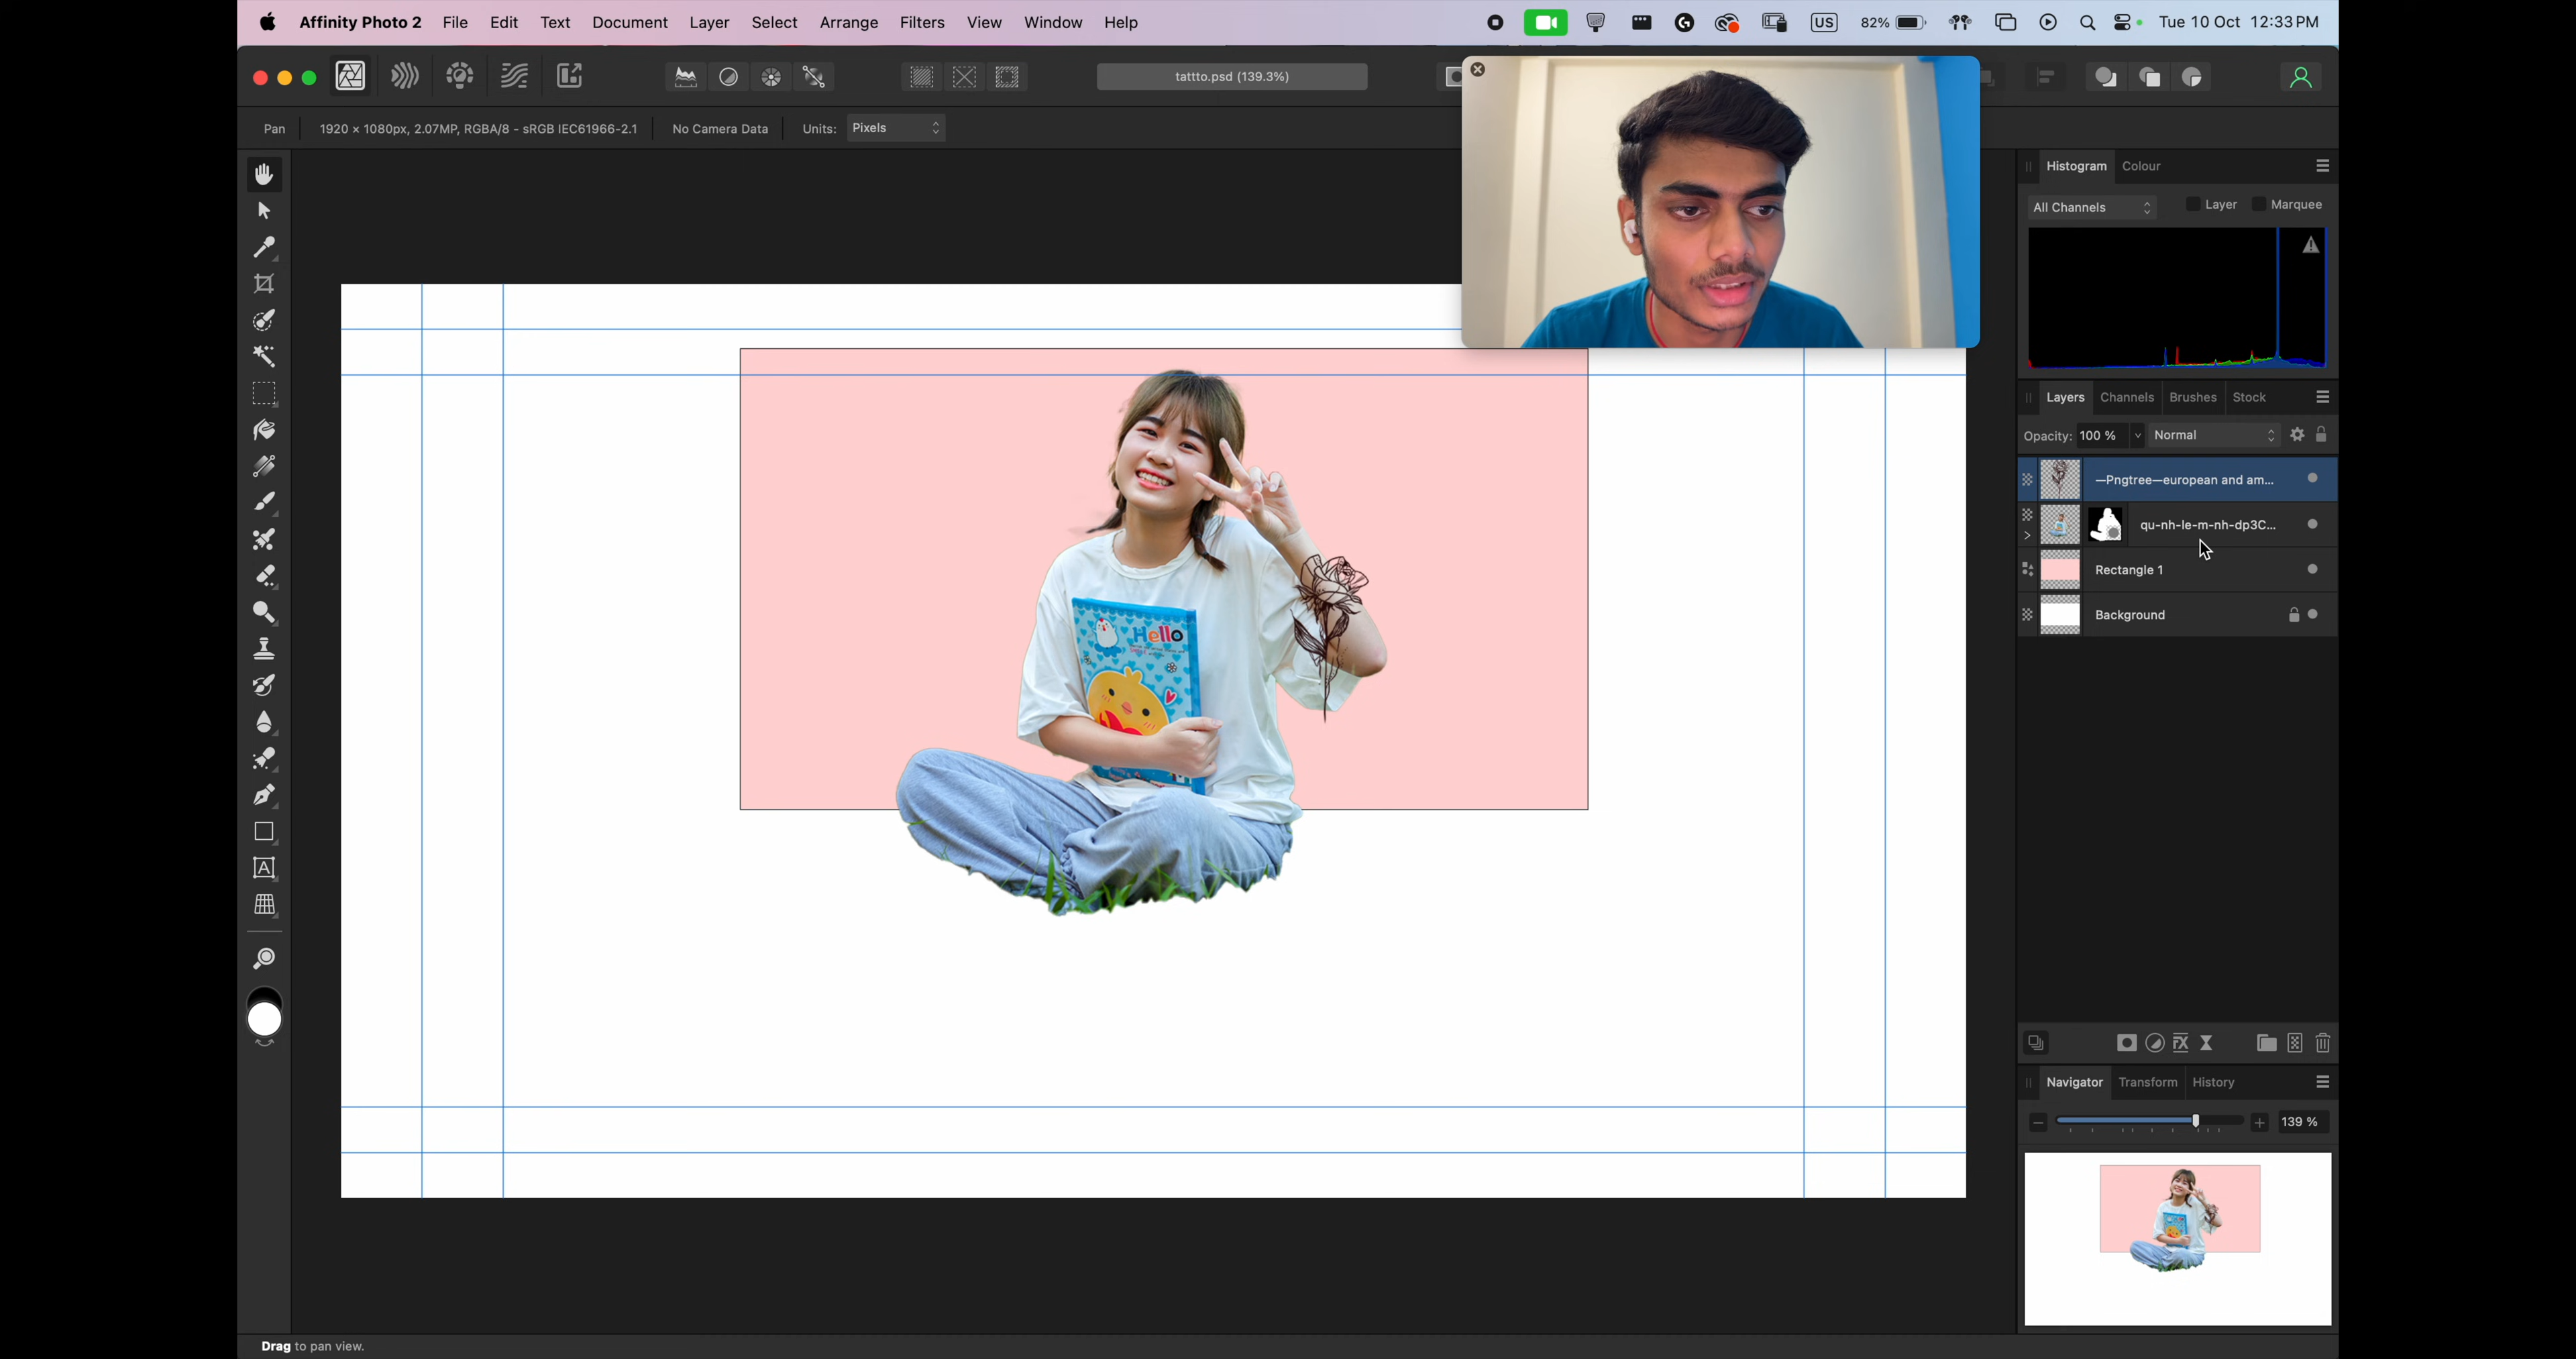 Affinity Photo 2 File Edit Text Document Layer Select Arrange Filters View Window Help
US 82% Tue 10 Oct 12:33 PM
tattto.psd (139.3%)
Pan 1920 × 1080px, 2.07MP, RGBA/8 - sRGB IEC61966-2.1 No Camera Data Units: Pixels
Histogram Colour
All Channels Layer Marquee
Layers Channels Brushes Stock
Opacity: 100 % Normal
—Pngtree—european and am...
qu-nh-le-m-nh-dp3C...
Rectangle 1
Background
Hello
A
Navigator Transform History
139 %
Drag to pan view.